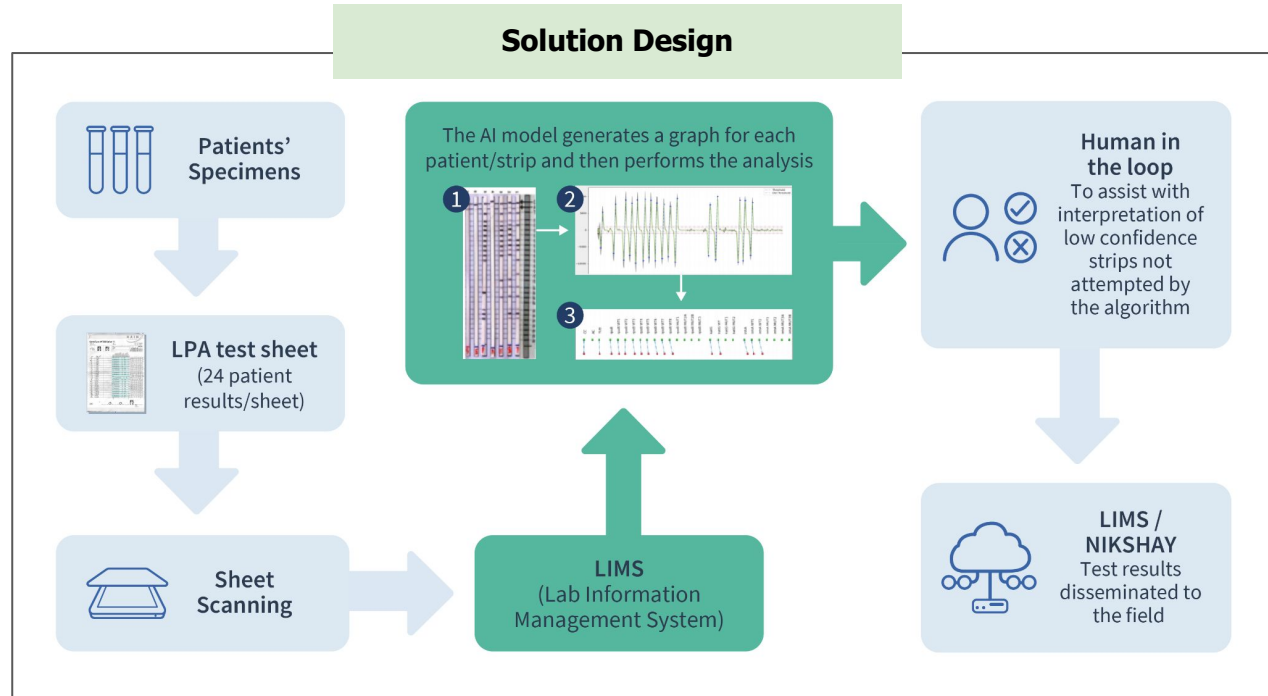 Solution Design
Patients'
Specimens
LPA test sheet
(24 patient
results/sheet)
Sheet
Scanning
LIMS
(Lab Information
Management System)
The AI model generates a graph for each
patient/strip and then performs the analysis
1
2
3
Human in
the loop
To assist with
interpretation of
low confidence
strips not
attempted by
the algorithm
LIMS /
NIKSHAY
Test results
disseminated to
the field